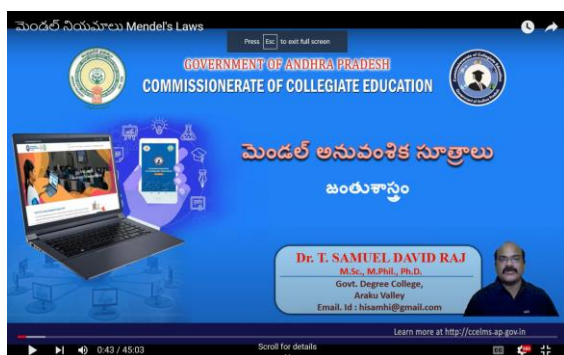 మెండల్ నియమాలు Mendel's Laws
Press Esc to exit full screen
GOVERNMENT OF ANDHRA PRADESH
COMMISSIONERATE OF COLLEGIATE EDUCATION
మెండల్ అనువంశిక సూత్రాలు
జంతుశాస్త్రం
Dr. T. SAMUEL DAVID RAJ
M.Sc., M.Phil., Ph.D.
Govt. Degree College,
Araku Valley
Email. Id : hisamhi@gmail.com
Learn more at http://ccelms.ap.gov.in
0:43 / 45:03
Scroll for details